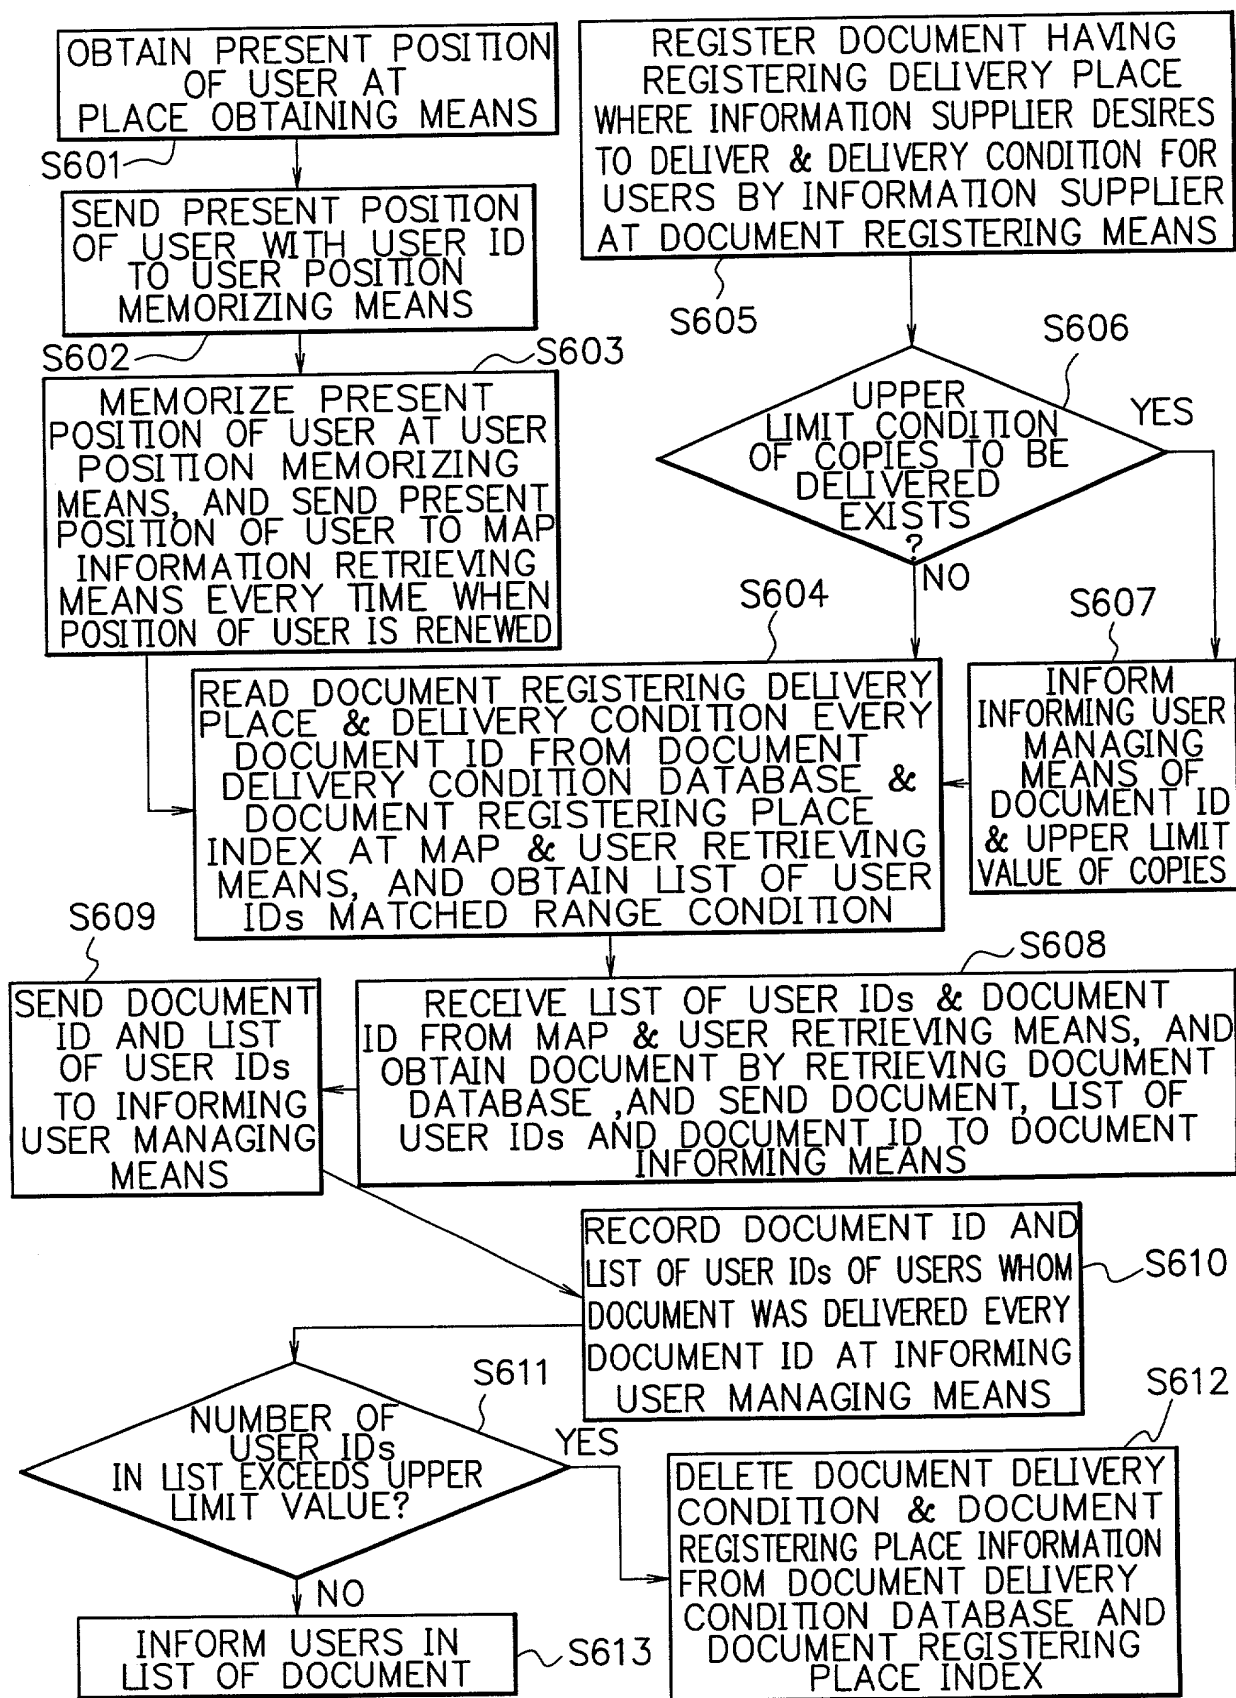 OBTAIN PRESENT POSITION
OF USER AT
PLACE OBTAINING MEANS
S601
SEND PRESENT POSITION
OF USER WITH USER ID
TO USER POSITION
MEMORIZING MEANS
S602
S603
MEMORIZE PRESENT
POSITION OF USER AT USER
POSITION MEMORIZING
MEANS, AND SEND PRESENT
POSITION OF USER TO MAP
INFORMATION RETRIEVING
MEANS EVERY TIME WHEN
POSITION OF USER IS RENEWED
REGISTER DOCUMENT HAVING
REGISTERING DELIVERY PLACE
WHERE INFORMATION SUPPLIER DESIRES
TO DELIVER & DELIVERY CONDITION FOR
USERS BY INFORMATION SUPPLIER
AT DOCUMENT REGISTERING MEANS
S605
S606
UPPER
LIMIT CONDITION
OF COPIES TO BE
DELIVERED
EXISTS
?
YES
NO
S604
S607
READ DOCUMENT REGISTERING DELIVERY
PLACE & DELIVERY CONDITION EVERY
DOCUMENT ID FROM DOCUMENT
DELIVERY CONDITION DATABASE &
DOCUMENT REGISTERING PLACE
INDEX AT MAP & USER RETRIEVING
MEANS, AND OBTAIN LIST OF USER
IDs MATCHED RANGE CONDITION
INFORM
INFORMING USER
MANAGING
MEANS OF
DOCUMENT ID
& UPPER LIMIT
VALUE OF COPIES
S608
RECEIVE LIST OF USER IDs & DOCUMENT
ID FROM MAP & USER RETRIEVING MEANS, AND
OBTAIN DOCUMENT BY RETRIEVING DOCUMENT
DATABASE ,AND SEND DOCUMENT, LIST OF
USER IDs AND DOCUMENT ID TO DOCUMENT
INFORMING MEANS
S609
SEND DOCUMENT
ID AND LIST
OF USER IDs
TO INFORMING
USER MANAGING
MEANS
RECORD DOCUMENT ID AND
LIST OF USER IDs OF USERS WHOM
DOCUMENT WAS DELIVERED EVERY
DOCUMENT ID AT INFORMING
USER MANAGING MEANS
S610
S611
NUMBER OF
USER IDs
IN LIST EXCEEDS UPPER
LIMIT VALUE?
YES
NO
S612
DELETE DOCUMENT DELIVERY
CONDITION & DOCUMENT
REGISTERING PLACE INFORMATION
FROM DOCUMENT DELIVERY
CONDITION DATABASE AND
DOCUMENT REGISTERING
PLACE INDEX
INFORM USERS IN
LIST OF DOCUMENT
S613